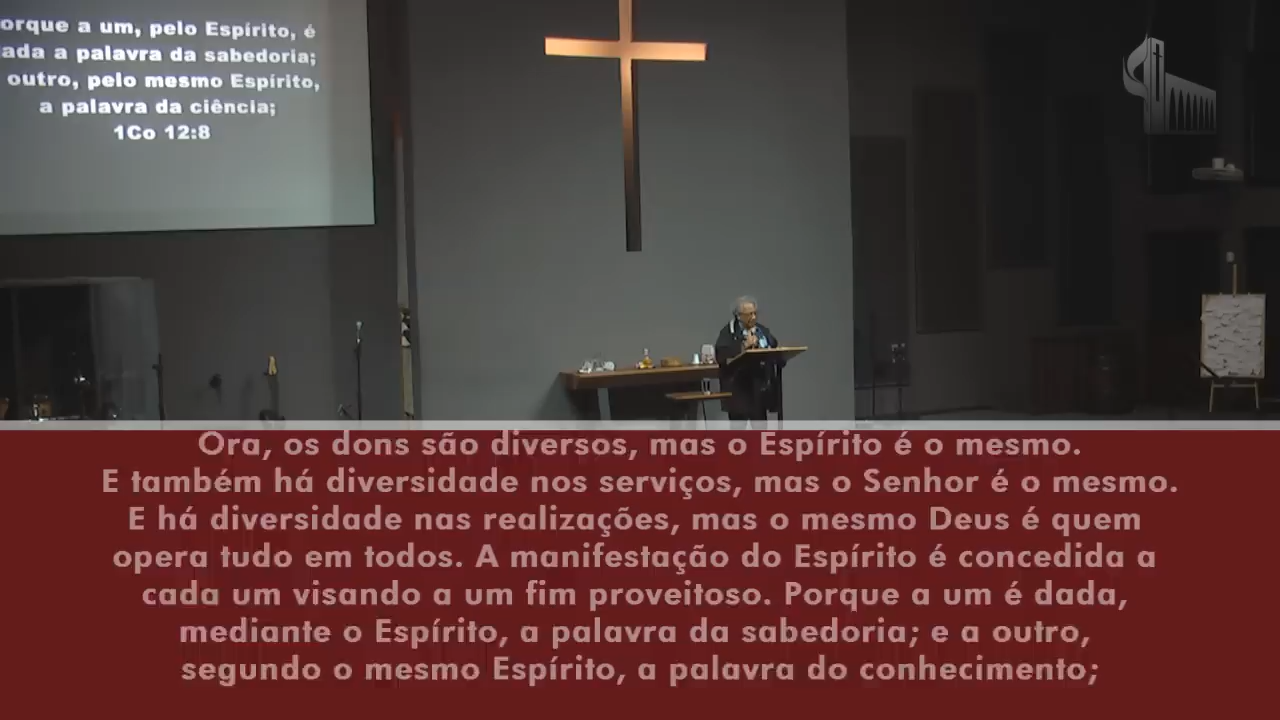 orque a um, pelo Espírito, é
ada a palavra da sabedoria;
outro, pelo mesmo Espírito,
a palavra da ciência;
1Co 12:8
Ora, os dons são diversos, mas o Espírito é o mesmo.
E também há diversidade nos serviços, mas o Senhor é o mesmo.
E há diversidade nas realizações, mas o mesmo Deus é quem
opera tudo em todos. A manifestação do Espírito é concedida a
cada um visando a um fim proveitoso. Porque a um é dada,
mediante o Espírito, a palavra da sabedoria; e a outro,
segundo o mesmo Espírito, a palavra do conhecimento;